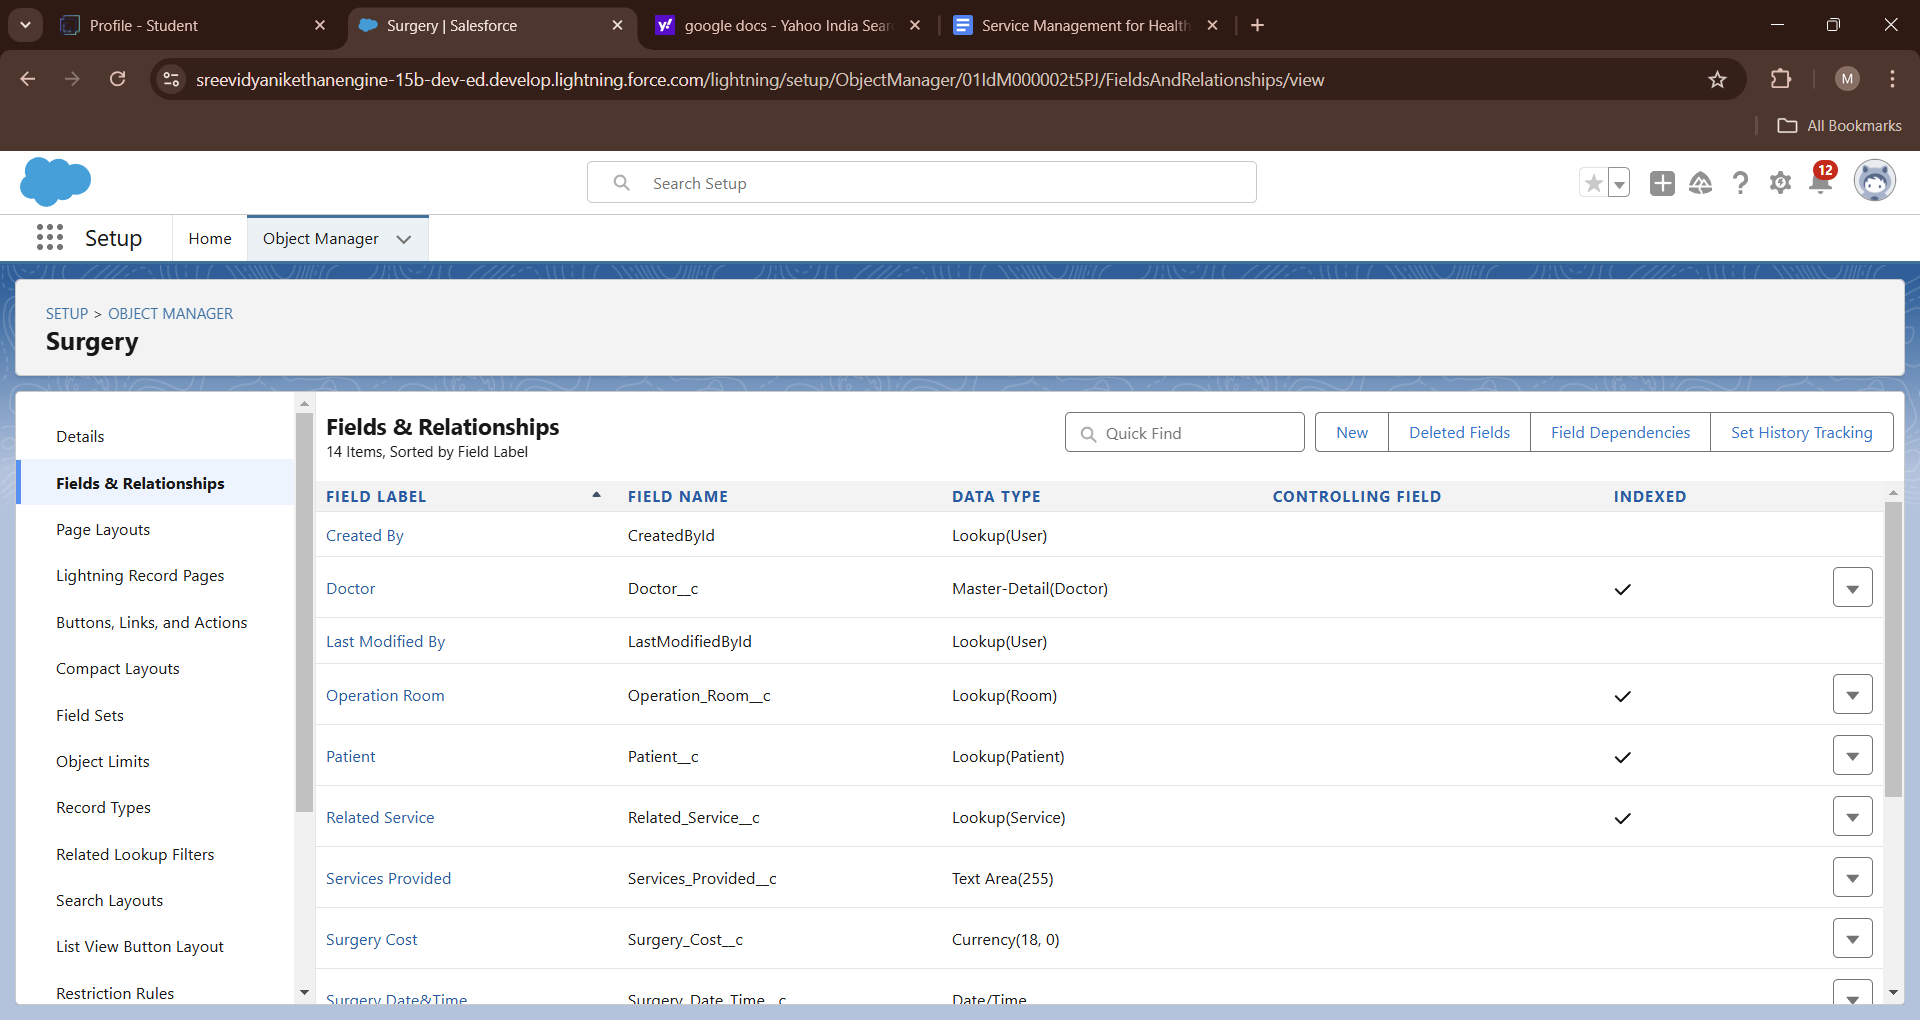 Profile - Student
Surgery | Salesforce
google docs - Yahoo India Sear
Service Management for Health
sreevidyanikethanengine-15b-dev-ed.develop.lightning.force.com/lightning/setup/ObjectManager/01IdM000002t5PJ/FieldsAndRelationships/view
M
All Bookmarks
Search Setup
12
Setup
Home
Object Manager
SETUP > OBJECT MANAGER
Surgery
Details
Fields & Relationships
Page Layouts
Lightning Record Pages
Buttons, Links, and Actions
Compact Layouts
Field Sets
Object Limits
Record Types
Related Lookup Filters
Search Layouts
List View Button Layout
Restriction Rules
Fields & Relationships
14 Items, Sorted by Field Label
Quick Find
New
Deleted Fields
Field Dependencies
Set History Tracking
FIELD LABEL FIELD NAME DATA TYPE CONTROLLING FIELD INDEXED
Created By CreatedById Lookup(User)
Doctor Doctor__c Master-Detail(Doctor)
Last Modified By LastModifiedById Lookup(User)
Operation Room Operation_Room__c Lookup(Room)
Patient Patient__c Lookup(Patient)
Related Service Related_Service__c Lookup(Service)
Services Provided Services_Provided__c Text Area(255)
Surgery Cost Surgery_Cost__c Currency(18, 0)
Surgery Date&Time Surgery_Date_Time__c Date/Time